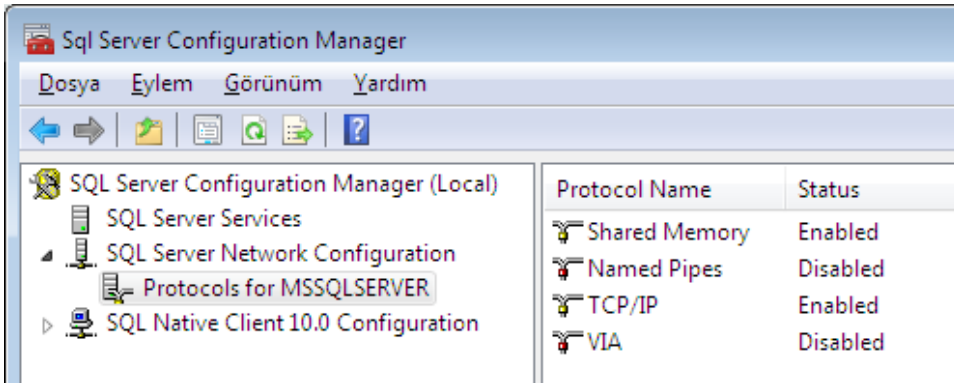 Sql Server Configuration Manager
Dosya Eylem Görünüm Yardım
SQL Server Configuration Manager (Local)
SQL Server Services
SQL Server Network Configuration
Protocols for MSSQLSERVER
SQL Native Client 10.0 Configuration
Protocol Name Status
Shared Memory Enabled
Named Pipes Disabled
TCP/IP Enabled
VIA Disabled